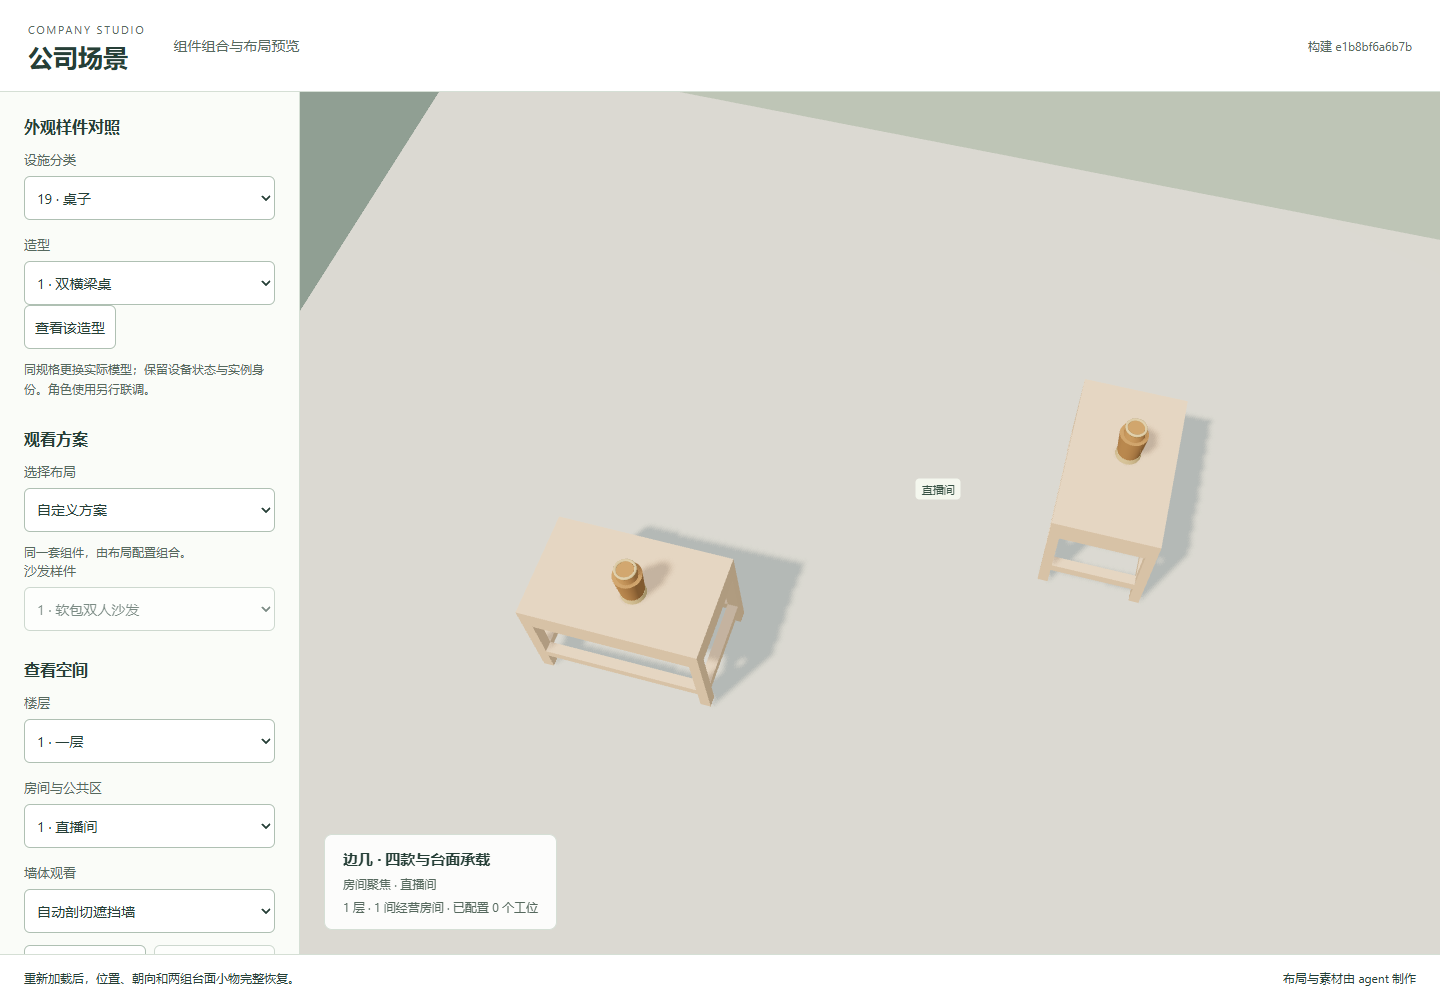 COMPANY STUDIO
公司场景
组件组合与布局预览
构建 e1b8bf6a6b7b
外观样件对照
设施分类
19 · 桌子
造型
1 · 双横梁桌
查看该造型
同规格更换实际模型；保留设备状态与实例身
份。角色使用另行联调。
观看方案
选择布局
自定义方案
同一套组件，由布局配置组合。
沙发样件
1 · 软包双人沙发
查看空间
楼层
1 · 一层
房间与公共区
1 · 直播间
墙体观看
自动剖切遮挡墙
直播间
边几 · 四款与台面承载
房间聚焦 · 直播间
1 层 · 1 间经营房间 · 已配置 0 个工位
重新加载后，位置、朝向和两组台面小物完整恢复。
布局与素材由 agent 制作